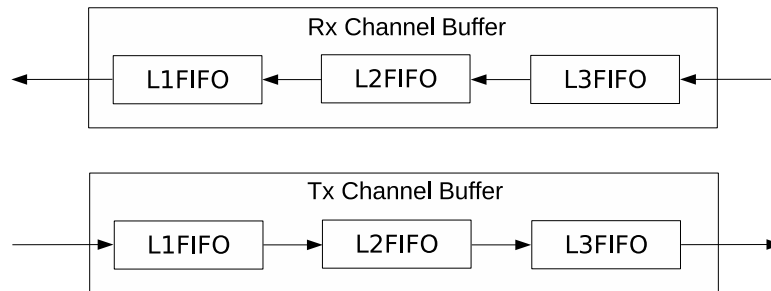 Rx Channel Buffer
L1FIFO
L2FIFO
L3FIFO
Tx Channel Buffer
L1FIFO
L2FIFO
L3FIFO